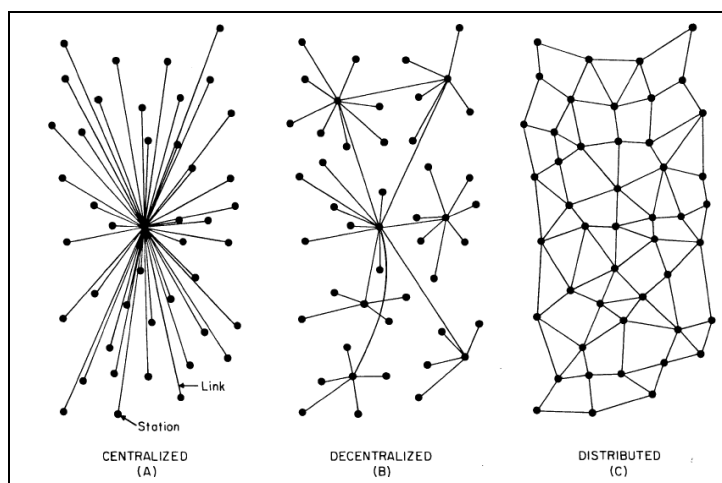 Link
Station
CENTRALIZED
(A)
DECENTRALIZED
(B)
DISTRIBUTED
(C)